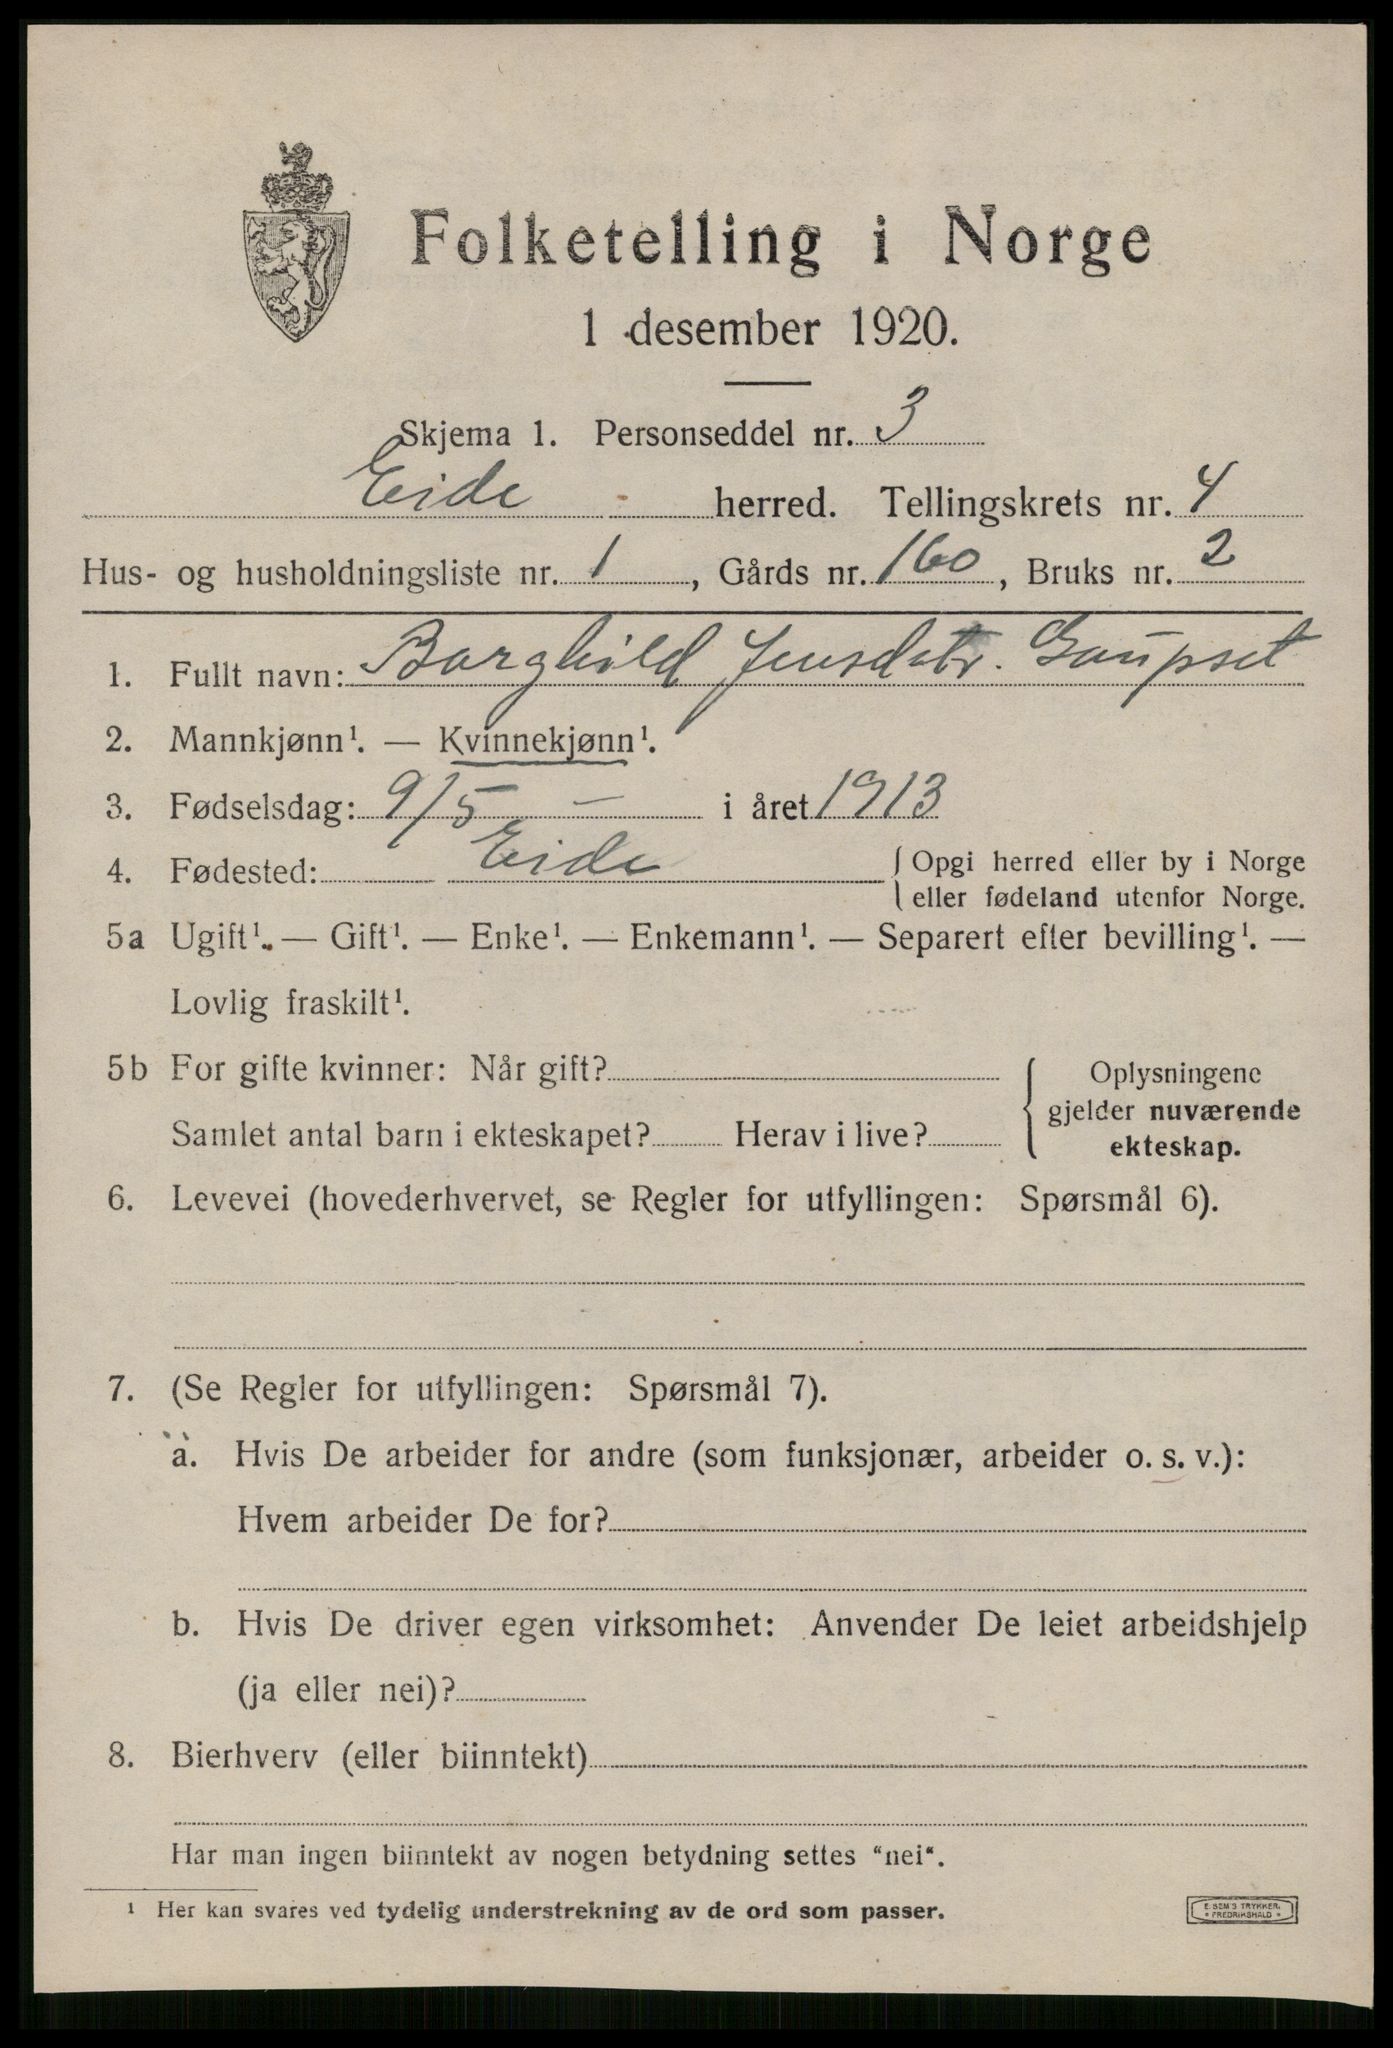 Folketelling i Norge
1 desember 1920.
Skjema 1. Personseddel nr. 3
Eide herred. Tellingskrets nr. 4
Hus- og husholdningsliste nr. 1, Gårds nr. 160, Bruks nr. 2
1. Fullt navn: Borghild Jensdatr. Gaupset
2. Mannkjønn¹. — Kvinnekjønn¹.
3. Fødselsdag: 9/5 — i året 1913
4. Fødested: Eide { Opgi herred eller by i Norge
eller fødeland utenfor Norge.
5a Ugift¹. — Gift¹. — Enke¹. — Enkemann¹. — Separert efter bevilling¹. —
Lovlig fraskilt¹.
5b For gifte kvinner: Når gift?
Samlet antal barn i ekteskapet? Herav i live?
{ Oplysningene
gjelder nuværende
ekteskap.
6. Levevei (hovederhvervet, se Regler for utfyllingen: Spørsmål 6).
7. (Se Regler for utfyllingen: Spørsmål 7).
a. Hvis De arbeider for andre (som funksjonær, arbeider o. s. v.):
Hvem arbeider De for?
b. Hvis De driver egen virksomhet: Anvender De leiet arbeidshjelp
(ja eller nei)?
8. Bierhverv (eller biinntekt)
Har man ingen biinntekt av nogen betydning settes "nei".
¹ Her kan svares ved tydelig understrekning av de ord som passer.
E. SEM'S TRYKKERI
* FREDRIKSHALD *